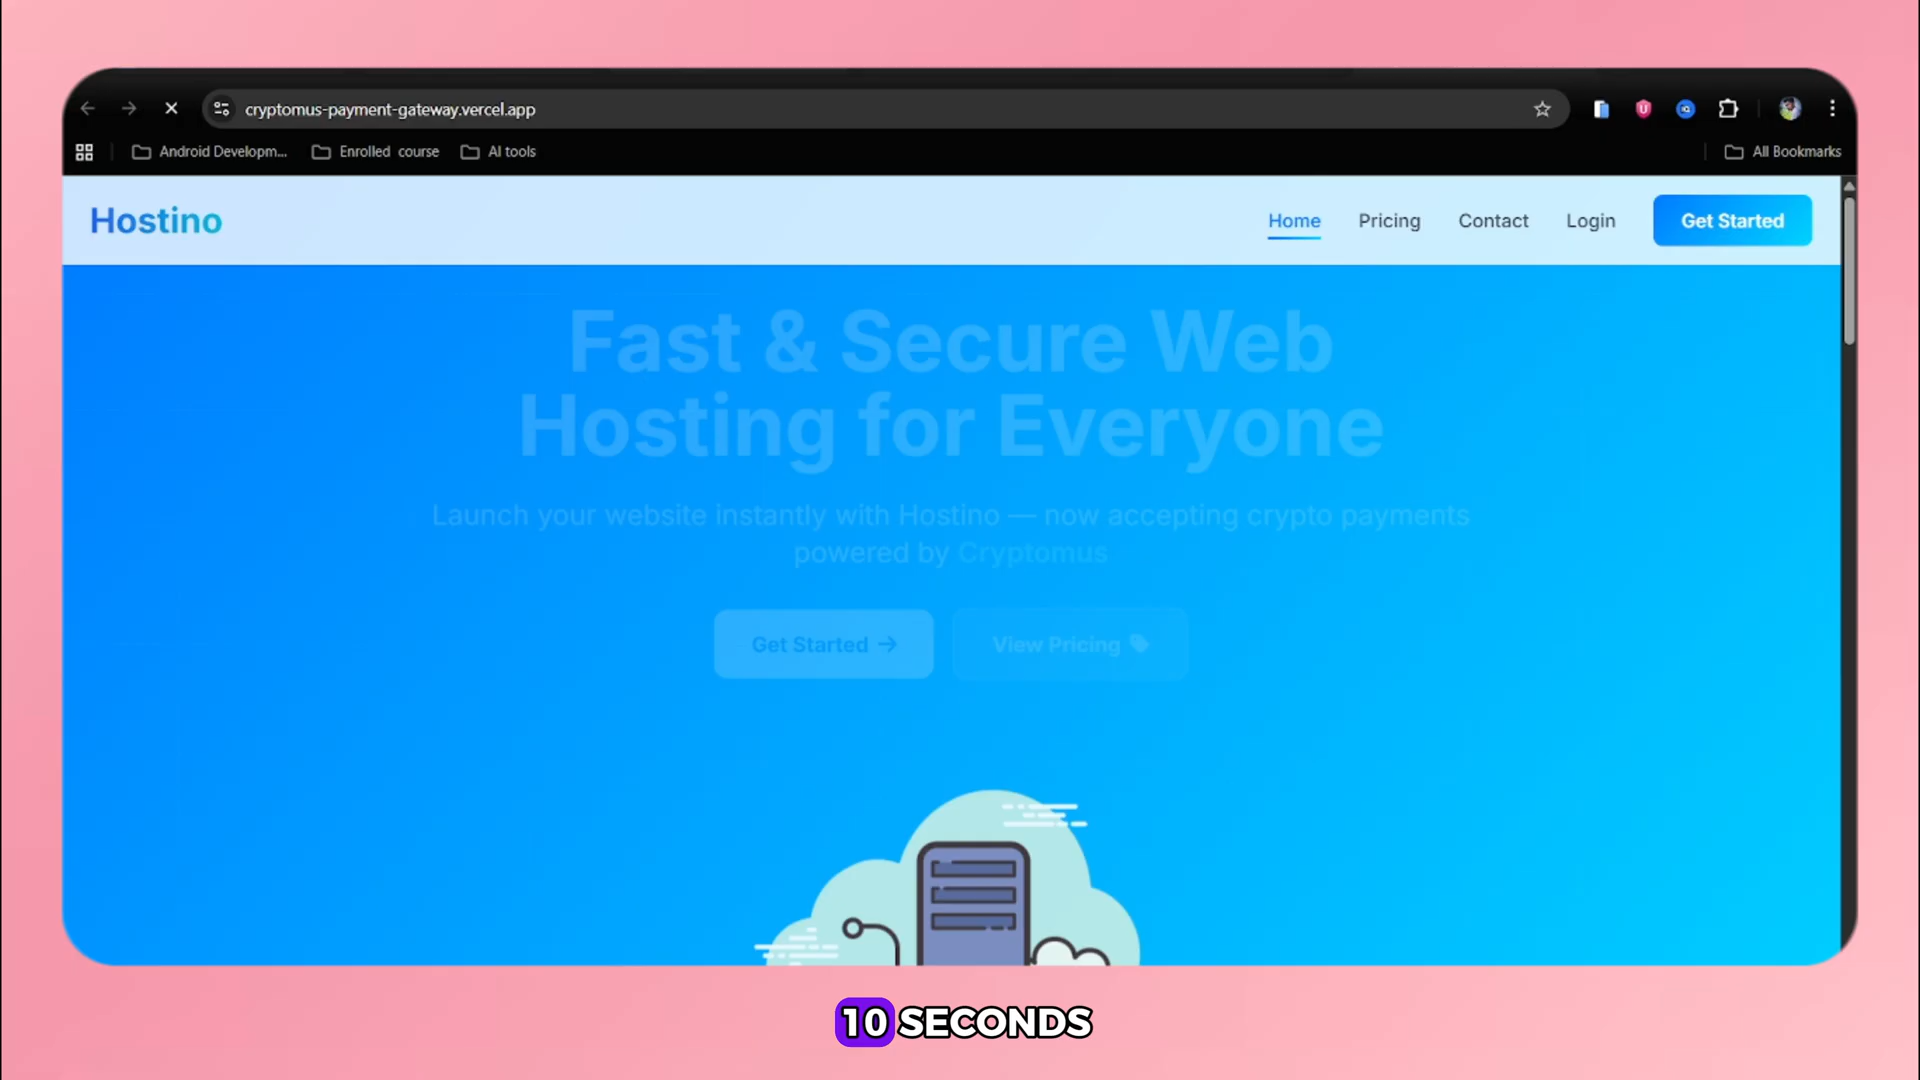 cryptomus-payment-gateway.vercel.app
Android Developm... Enrolled course AI tools All Bookmarks
Hostino Home Pricing Contact Login Get Started
Fast & Secure Web
Hosting for Everyone
Launch your website instantly with Hostino — now accepting crypto payments
powered by Cryptomus
Get Started → View Pricing
10 SECONDS